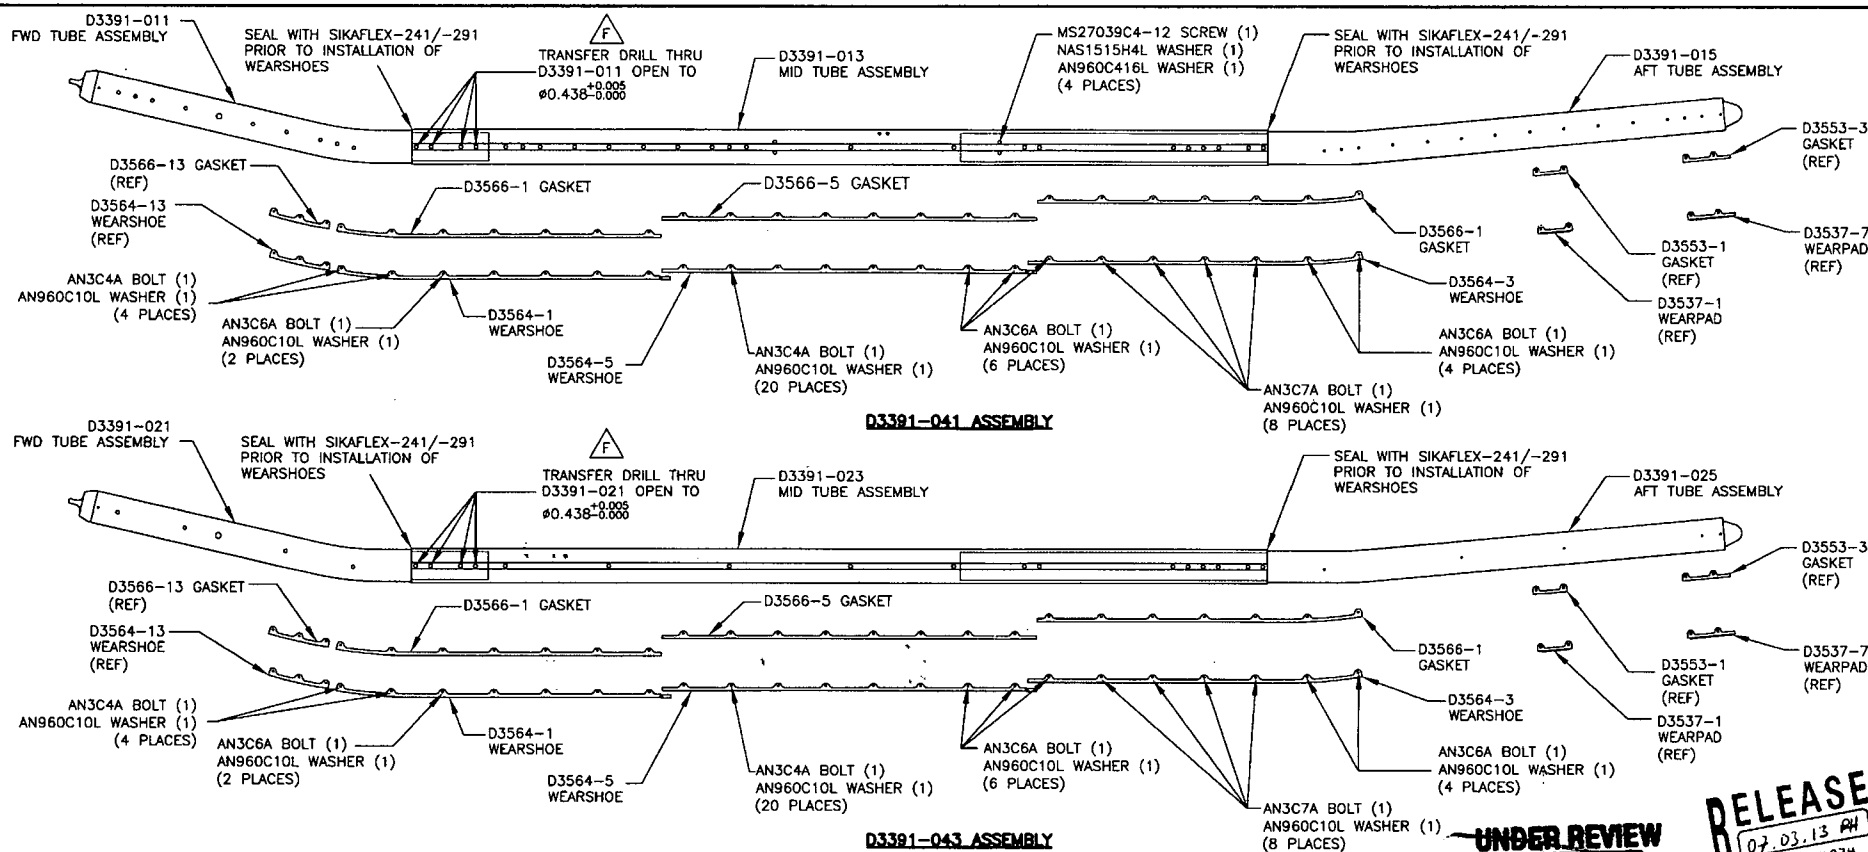 D3391-011
FWD TUBE ASSEMBLY
SEAL WITH SIKAFLEX-241/-291
PRIOR TO INSTALLATION OF
WEARSHOES
F
TRANSFER DRILL THRU
D3391-011 OPEN TO
ø0.438+0.005-0.000
D3391-013
MID TUBE ASSEMBLY
MS27039C4-12 SCREW (1)
NAS1515H4L WASHER (1)
AN960C416L WASHER (1)
(4 PLACES)
SEAL WITH SIKAFLEX-241/-291
PRIOR TO INSTALLATION OF
WEARSHOES
D3391-015
AFT TUBE ASSEMBLY
D3553-3
GASKET
(REF)
D3566-13 GASKET
(REF)
D3566-1 GASKET
D3566-5 GASKET
D3564-13
WEARSHOE
(REF)
D3566-1
GASKET
D3553-1
GASKET
(REF)
D3537-7
WEARPAD
(REF)
AN3C4A BOLT (1)
AN960C10L WASHER (1)
(4 PLACES)
AN3C6A BOLT (1)
AN960C10L WASHER (1)
(2 PLACES)
D3564-1
WEARSHOE
D3564-5
WEARSHOE
AN3C4A BOLT (1)
AN960C10L WASHER (1)
(20 PLACES)
AN3C6A BOLT (1)
AN960C10L WASHER (1)
(6 PLACES)
D3564-3
WEARSHOE
D3537-1
WEARPAD
(REF)
AN3C6A BOLT (1)
AN960C10L WASHER (1)
(4 PLACES)
AN3C7A BOLT (1)
AN960C10L WASHER (1)
(8 PLACES)
D3391-041 ASSEMBLY
D3391-021
FWD TUBE ASSEMBLY
SEAL WITH SIKAFLEX-241/-291
PRIOR TO INSTALLATION OF
WEARSHOES
F
TRANSFER DRILL THRU
D3391-021 OPEN TO
ø0.438+0.005-0.000
D3391-023
MID TUBE ASSEMBLY
SEAL WITH SIKAFLEX-241/-291
PRIOR TO INSTALLATION OF
WEARSHOES
D3391-025
AFT TUBE ASSEMBLY
D3553-3
GASKET
(REF)
D3566-13 GASKET
(REF)
D3566-1 GASKET
D3566-5 GASKET
D3564-13
WEARSHOE
(REF)
D3566-1
GASKET
D3553-1
GASKET
(REF)
D3537-7
WEARPAD
(REF)
AN3C4A BOLT (1)
AN960C10L WASHER (1)
(4 PLACES)
AN3C6A BOLT (1)
AN960C10L WASHER (1)
(2 PLACES)
D3564-1
WEARSHOE
D3564-5
WEARSHOE
AN3C4A BOLT (1)
AN960C10L WASHER (1)
(20 PLACES)
AN3C6A BOLT (1)
AN960C10L WASHER (1)
(6 PLACES)
D3564-3
WEARSHOE
D3537-1
WEARPAD
(REF)
AN3C6A BOLT (1)
AN960C10L WASHER (1)
(4 PLACES)
AN3C7A BOLT (1)
AN960C10L WASHER (1)
(8 PLACES)
D3391-043 ASSEMBLY
UNDER REVIEW
RELEASE
07.03.13